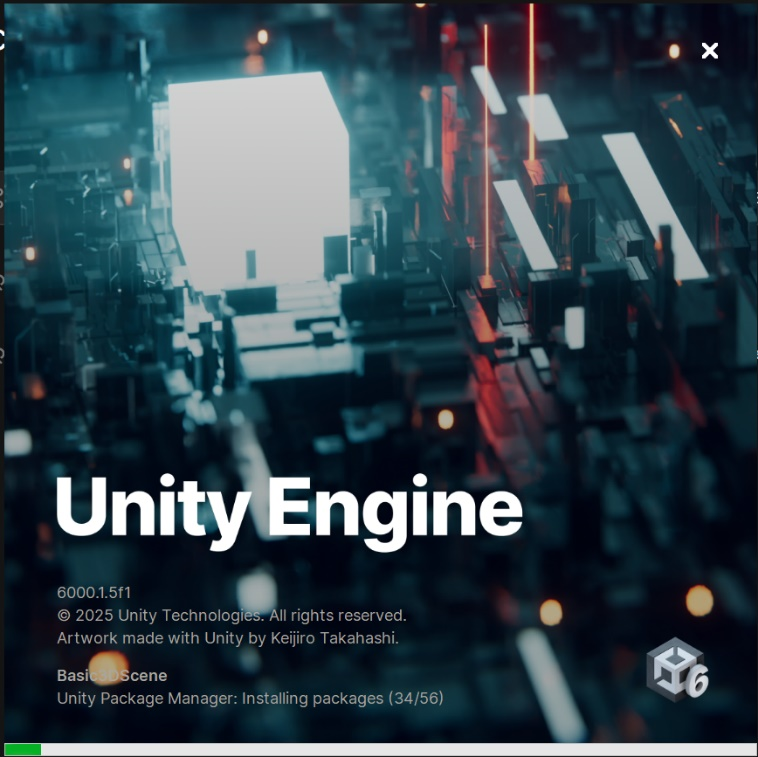 Unity Engine
6000.1.5f1
© 2025 Unity Technologies. All rights reserved.
Artwork made with Unity by Keijiro Takahashi.
Basic3DScene
Unity Package Manager: Installing packages (34/56)
6